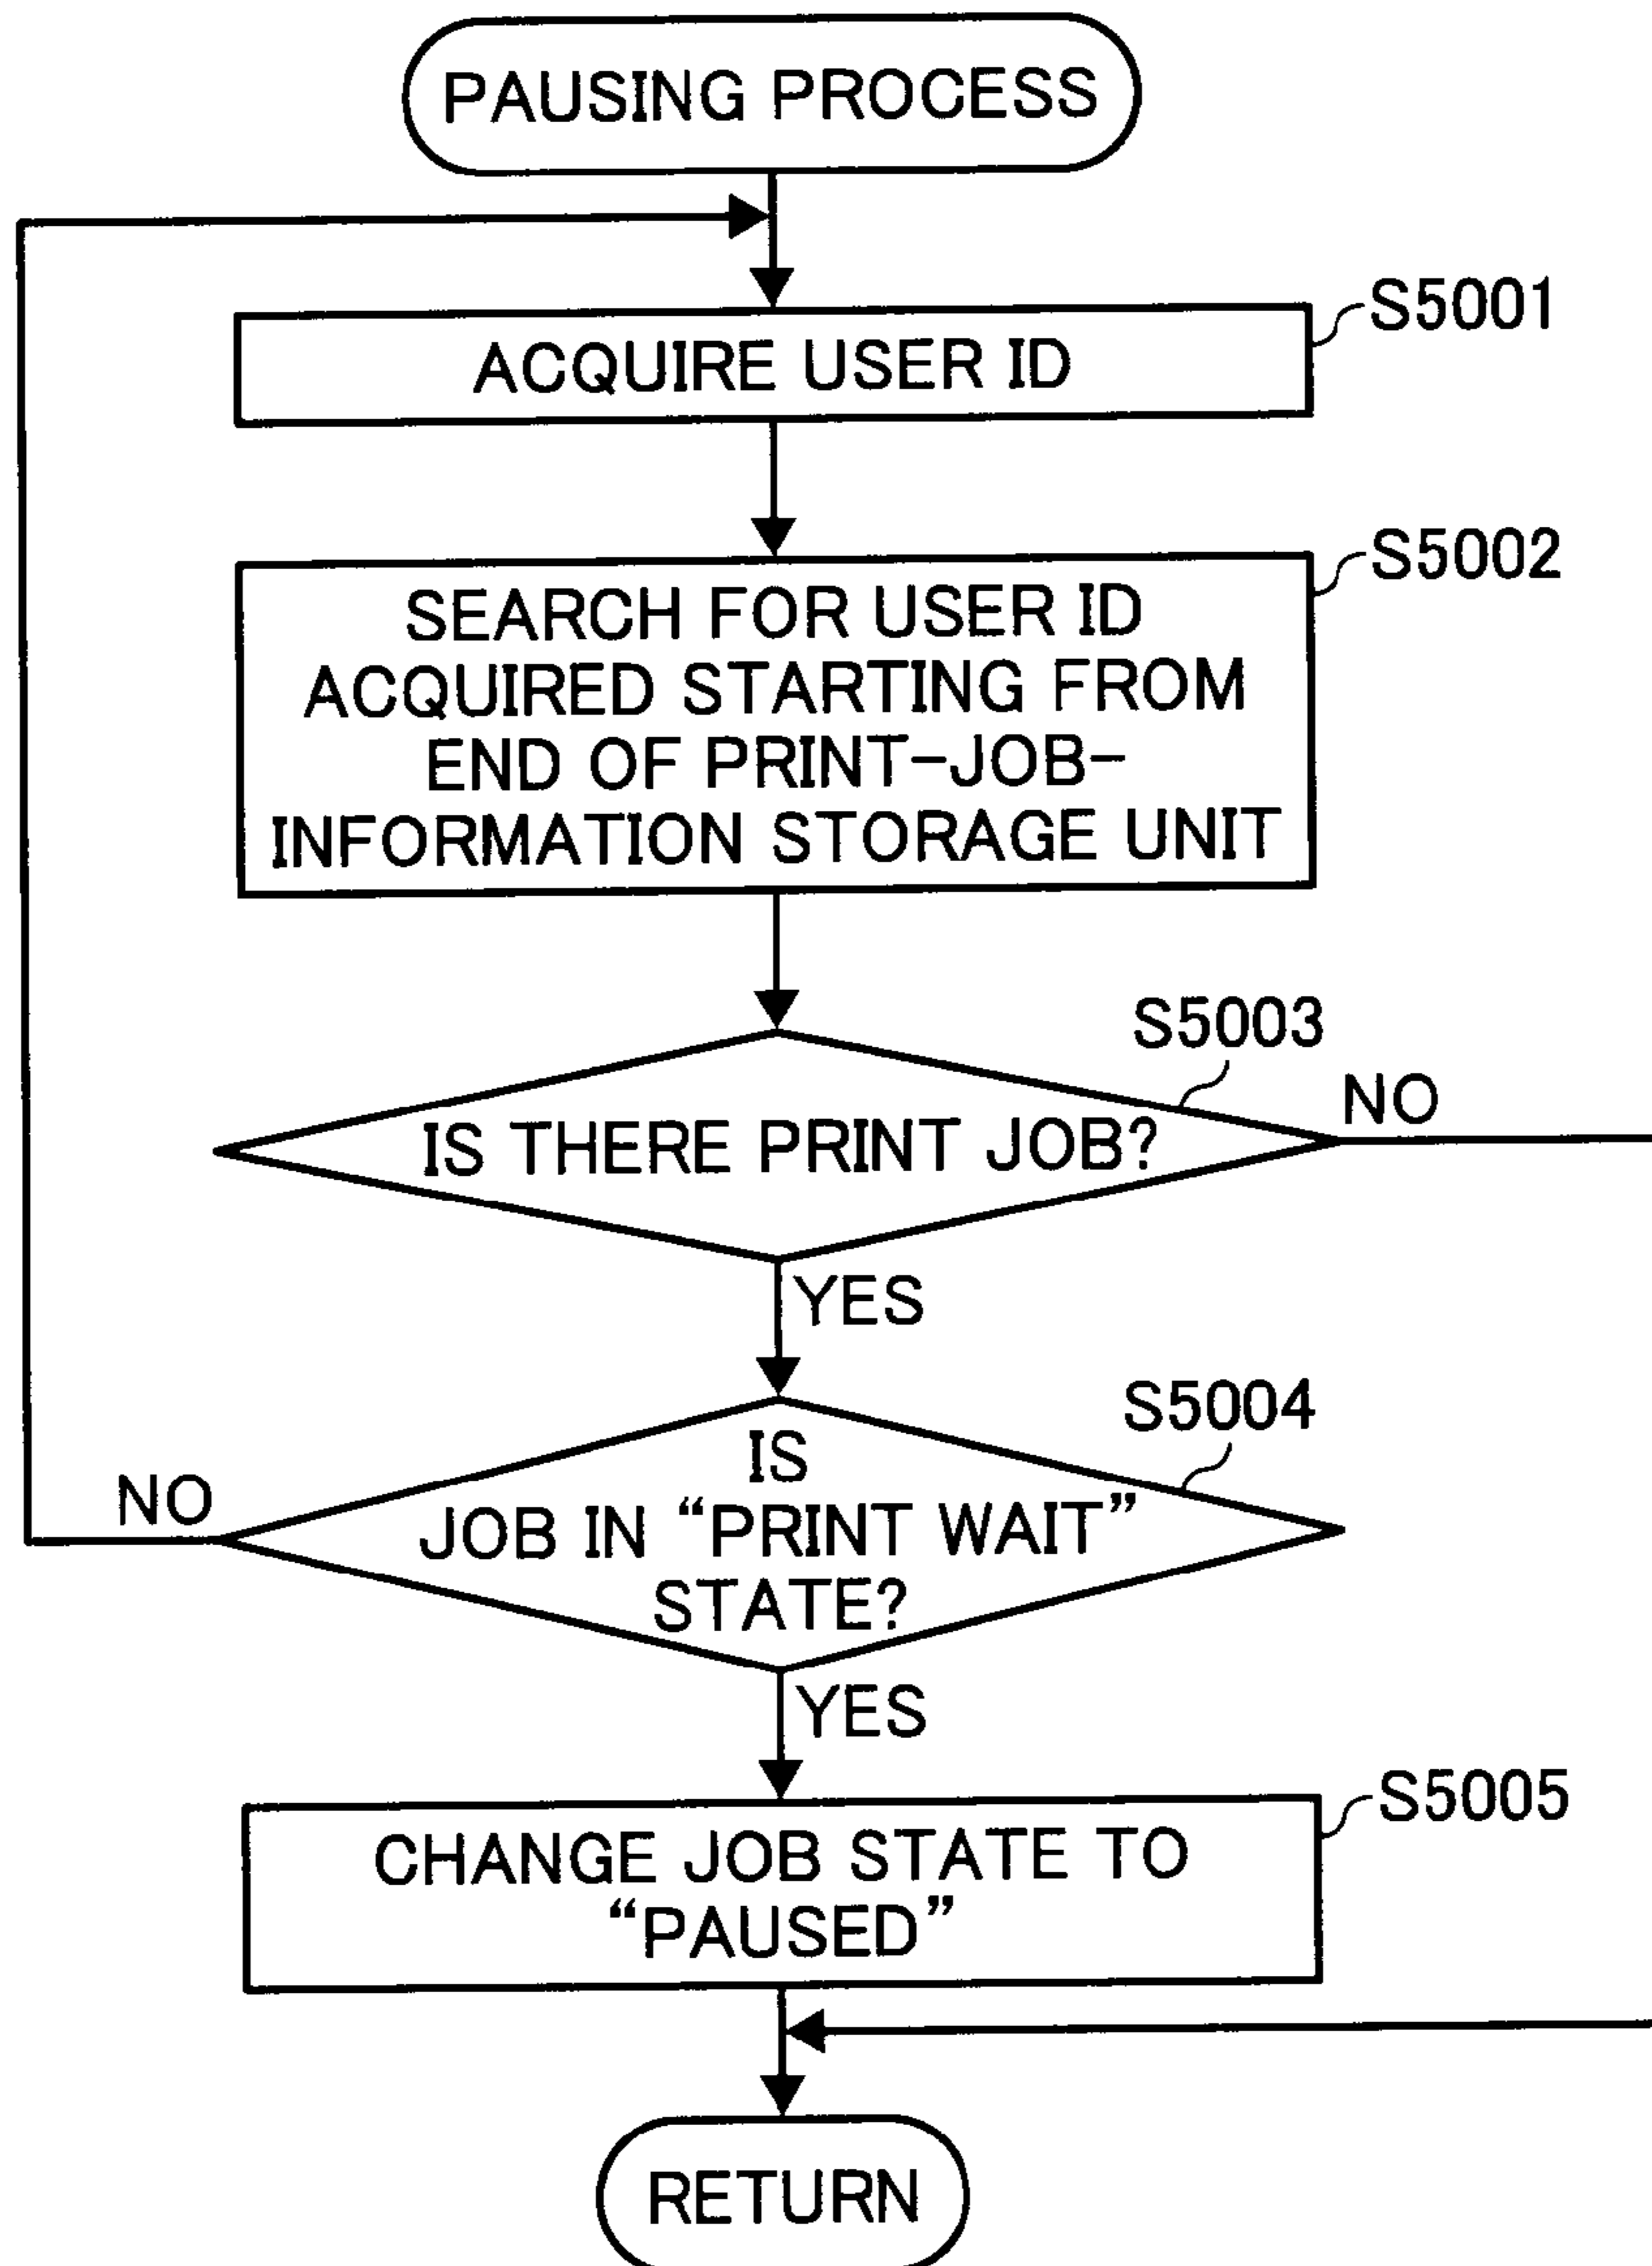 PAUSING PROCESS
S5001
ACQUIRE USER ID
S5002
SEARCH FOR USER ID
ACQUIRED STARTING FROM
END OF PRINT-JOB-
INFORMATION STORAGE UNIT
S5003
IS THERE PRINT JOB?
NO
YES
S5004
IS
JOB IN “PRINT WAIT”
STATE?
NO
YES
S5005
CHANGE JOB STATE TO
“PAUSED”
RETURN